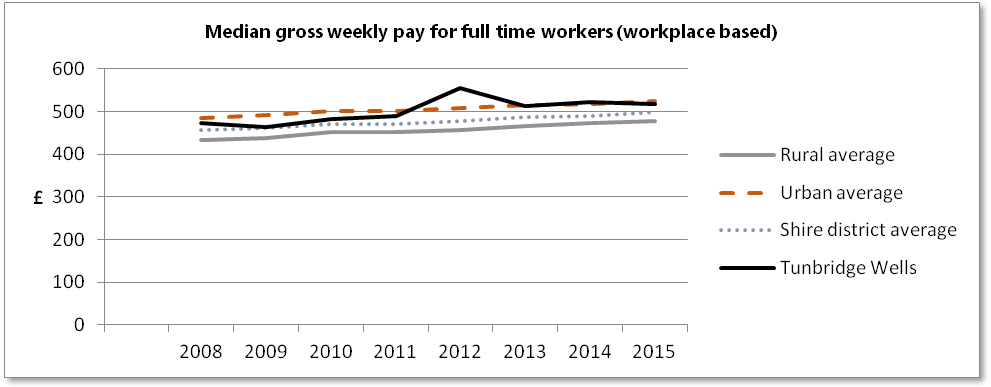 Median gross weekly pay for full time workers (workplace based)
600
500
400
300
200
100
0
£
2008 2009 2010 2011 2012 2013 2014 2015
Rural average
Urban average
Shire district average
Tunbridge Wells